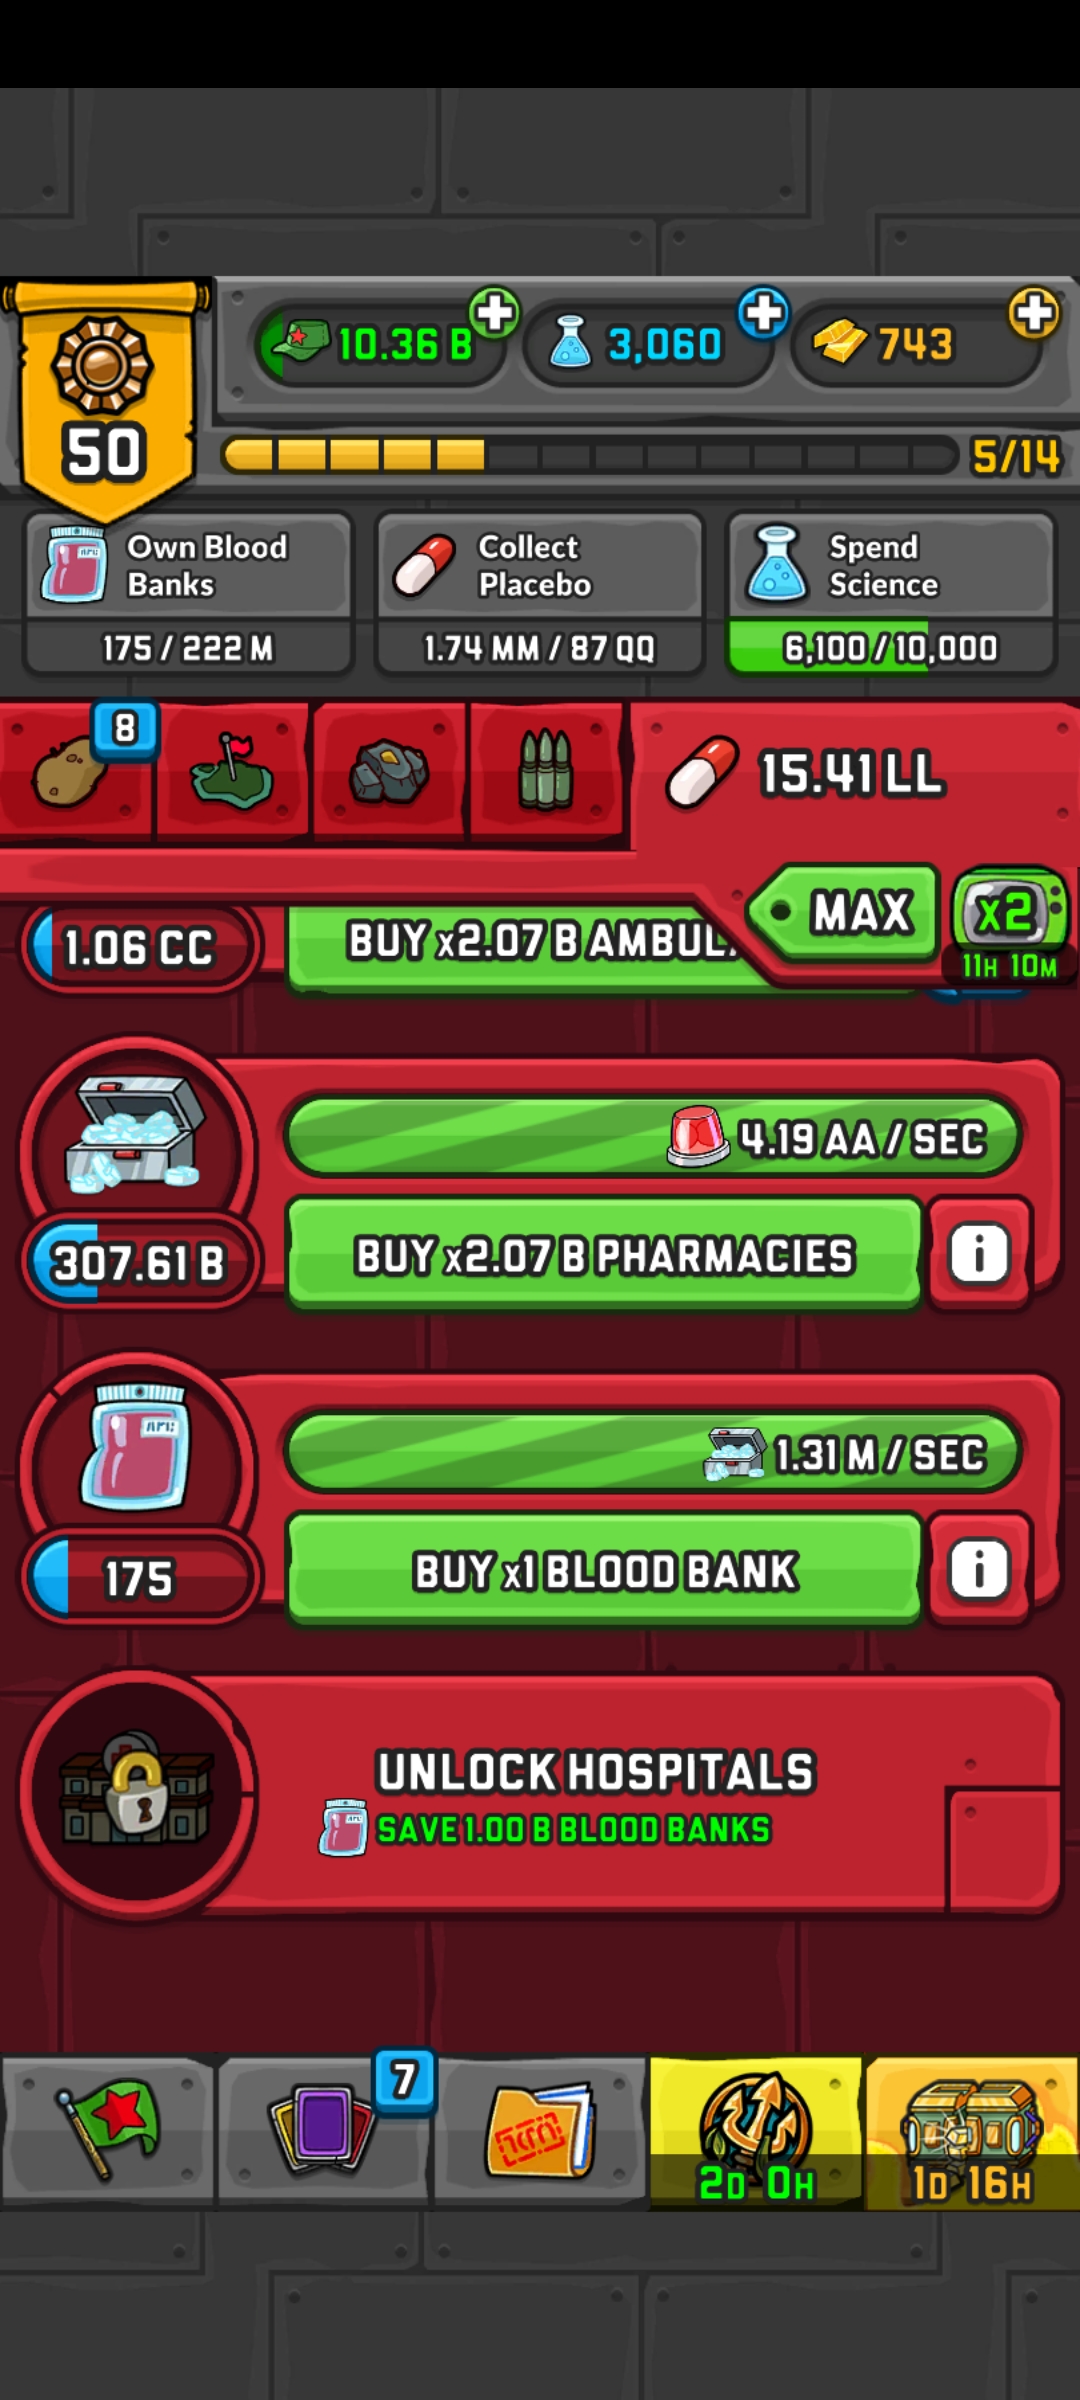 10.36 B
3,060
743
50
5/14
Own Blood Banks
Collect Placebo
Spend Science
175 / 222 M
1.74 MM / 87 QQ
6,100 / 10,000
8
15.41 LL
MAX
x2
11H 10M
1.06 CC
BUY x2.07 B AMBUL
4.19 AA / SEC
307.61 B
BUY x2.07 B PHARMACIES
i
1.31 M / SEC
175
BUY x1 BLOOD BANK
i
UNLOCK HOSPITALS
SAVE 1.00 B BLOOD BANKS
7
2D 0H
1D 16H